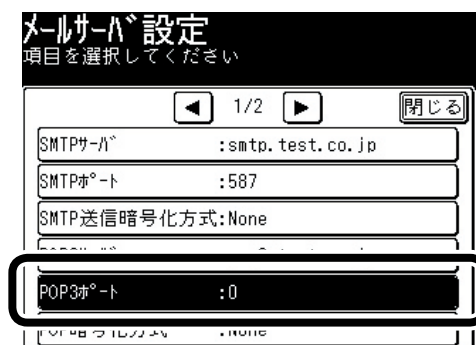 メールサーバ設定
項目を選択してください
◀ 1/2 ▶ 閉じる
SMTPサーバ :smtp.test.co.jp
SMTPポート :587
SMTP送信暗号化方式:None
POP3ポート :0